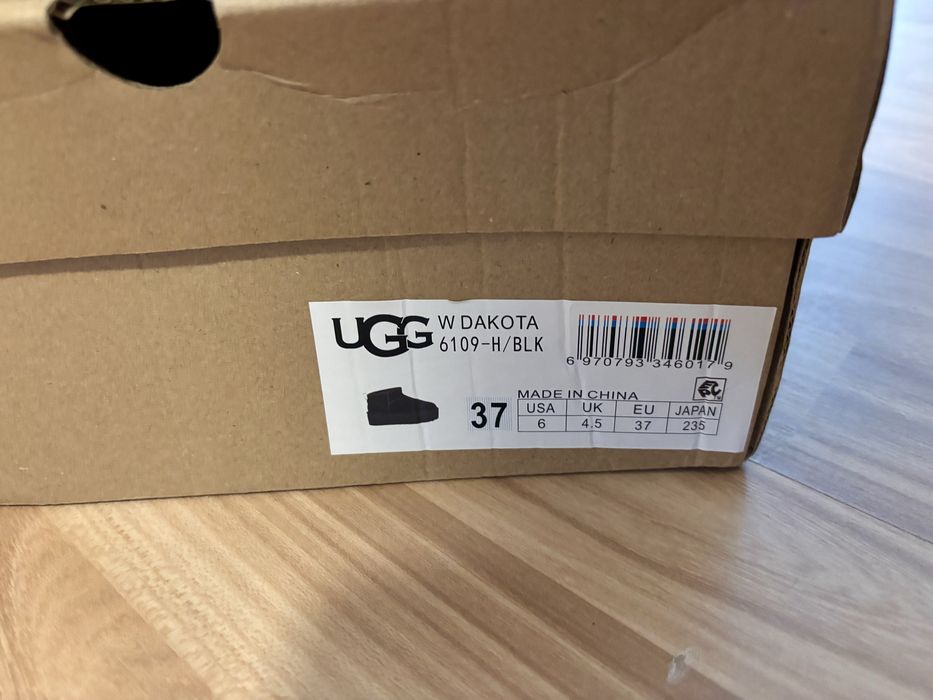 UGG
W DAKOTA
6109-H/BLK
6 970793 346017 9
37
MADE IN CHINA
USA UK EU JAPAN
6 4.5 37 235